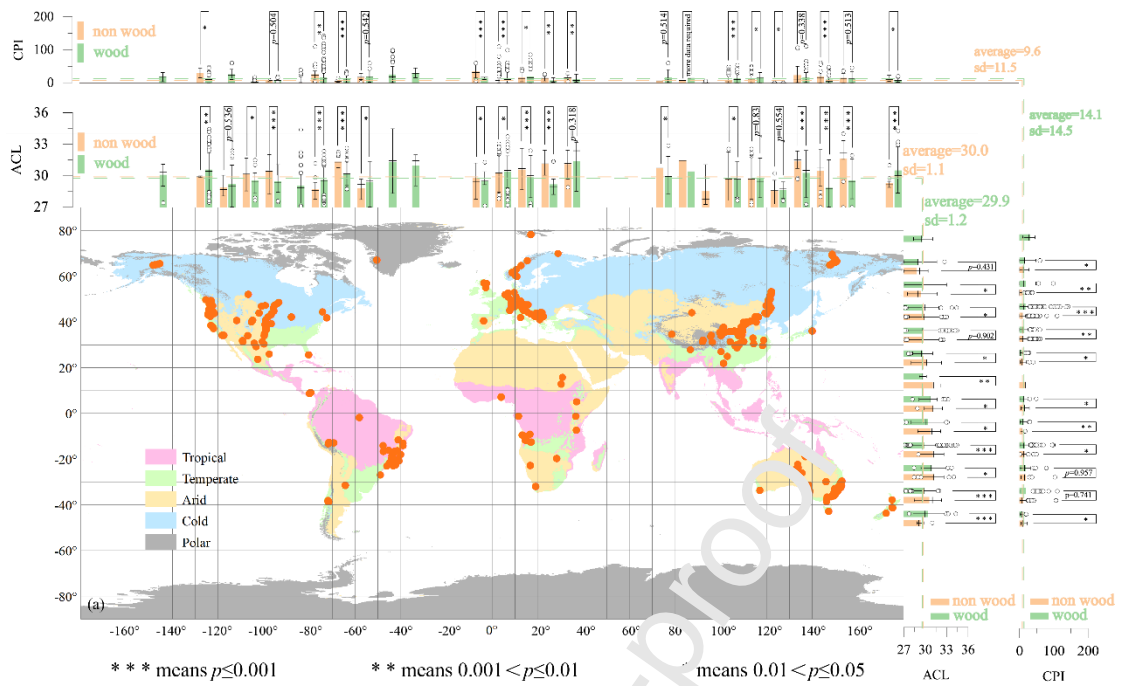 CPI
200
100
0
non wood
wood
*
p=0.504
***
***
p=0.542
***
***
*
**
*
p=0.514
more data required
***
*
*
p=0.338
***
p=0.513
*
average=9.6
sd=11.5
average=14.1
sd=14.5
ACL
36
33
30
27
non wood
wood
**
p=0.536
*
***
***
***
*
*
*
***
***
p=0.318
*
*
p=0.83
p=0.554
***
***
***
***
average=30.0
sd=1.1
average=29.9
sd=1.2
80°
60°
40°
20°
0°
-20°
-40°
-60°
-80°
Tropical
Temperate
Arid
Cold
Polar
(a)
-160°
-140°
-120°
-100°
-80°
-60°
-40°
-20°
0°
20°
40°
60°
80°
100°
120°
140°
160°
p=0.431
*
*
p=0.902
*
**
*
*
***
*
***
***
*
**
***
**
*
*
**
*
p=0.957
p=0.741
*
non wood
wood
non wood
wood
27
30
33
36
ACL
0
100
200
CPI
*** means p≤0.001
** means 0.001<p≤0.01
* means 0.01<p≤0.05
proof